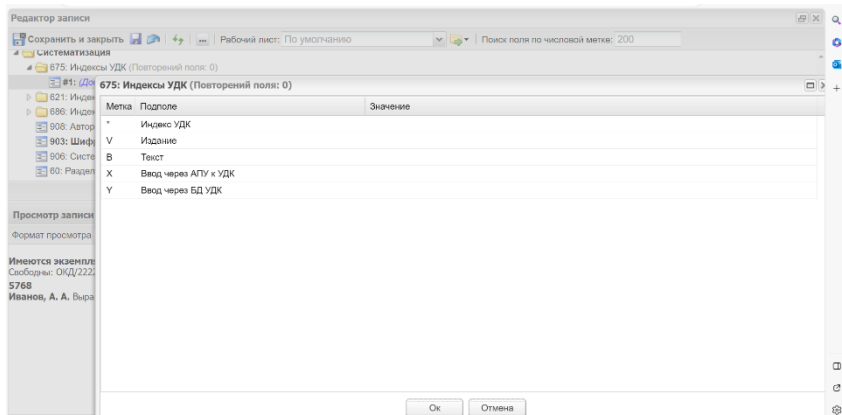 Редактор записи
Сохранить и закрыть ... Рабочий лист: По умолчанию Поиск поля по числовой метке: 200
Систематизация
675: Индексы УДК (Повторений поля: 0)
#1: (До
675: Индексы УДК (Повторений поля: 0)
621: Индек
686: Индек
908: Автор
903: Шифр
906: Систе
60: Раздел
Метка Подполе Значение
* Индекс УДК
V Издание
B Текст
X Ввод через АПУ к УДК
Y Ввод через БД УДК
Просмотр записи
Формат просмотра
Имеются экземпля
Свободны: ОКД/2222
5768
Иванов, А. А. Выра
Ок Отмена